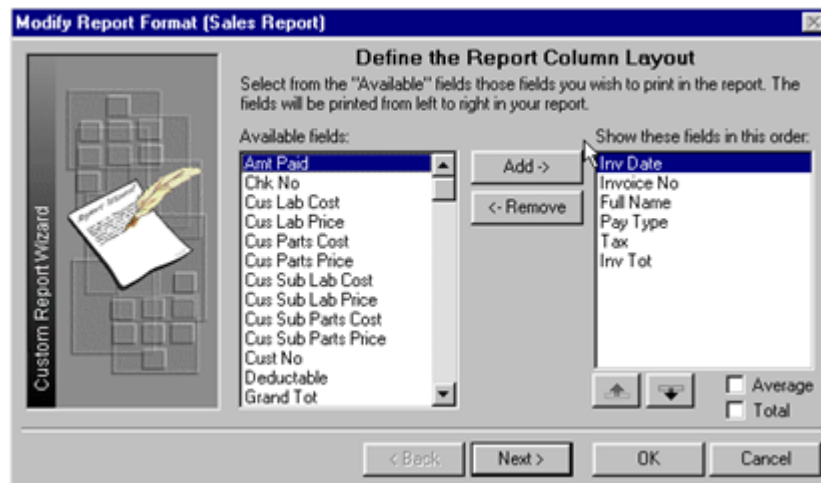 Modify Report Format (Sales Report)
Define the Report Column Layout
Select from the "Available" fields those fields you wish to print in the report. The
fields will be printed from left to right in your report.
Available fields:
Amt Paid
Chk No
Cus Lab Cost
Cus Lab Price
Cus Parts Cost
Cus Parts Price
Cus Sub Lab Cost
Cus Sub Lab Price
Cus Sub Parts Cost
Cus Sub Parts Price
Cust No
Deductable
Grand Tot
Add ->
<- Remove
Show these fields in this order:
Inv Date
Invoice No
Full Name
Pay Type
Tax
Inv Tot
Average
Total
Custom Report Wizard
< Back
Next >
OK
Cancel